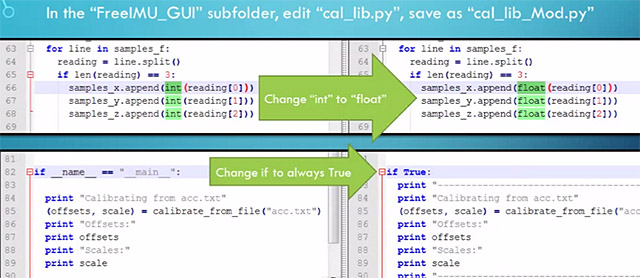 In the “FreeIMU_GUI” subfolder, edit “cal_lib.py”, save as “cal_lib_Mod.py”
63 for line in samples_f:
64 reading = line.split()
65 if len(reading) == 3:
66 samples_x.append(int(reading[0]))
67 samples_y.append(int(reading[1]))
68 samples_z.append(int(reading[2]))
69
Change “int” to “float”
63 for line in samples_f:
64 reading = line.split()
65 if len(reading) == 3:
66 samples_x.append(float(reading[0]))
67 samples_y.append(float(reading[1]))
68 samples_z.append(float(reading[2]))
69
81
82 if __name__ == "__main__":
83
84 print "Calibrating from acc.txt"
85 (offsets, scale) = calibrate_from_file("acc.txt")
86 print "Offsets:"
87 print offsets
88 print "Scales:"
89 print scale
90
Change if to always True
81
82 if True:
83 print "--------------------------
84 print "Calibrating from acc.txt"
85 (offsets, scale) = calibrate_from_file("acc
86 print "Offsets:"
87 print offsets
88 print "Scales:"
89 print scale
90 print "--------------------------